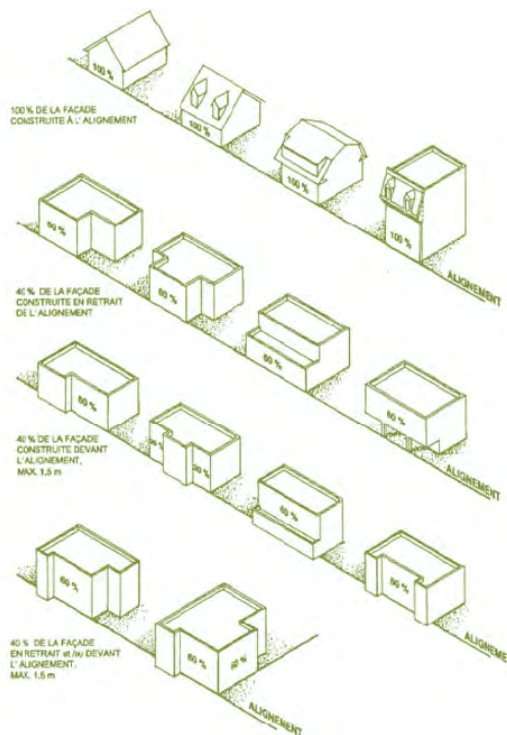 100 %
100 %
100 %
100 %
100 % DE LA FAÇADE
CONSTRUITE À L'ALIGNEMENT
ALIGNEMENT
60 %
60 %
60 %
60 %
40 % DE LA FAÇADE
CONSTRUITE EN RETRAIT
DE L'ALIGNEMENT
ALIGNEMENT
60 %
30 %
60 %
60 %
40 % DE LA FAÇADE
CONSTRUITE DEVANT
L'ALIGNEMENT,
MAX. 1,5 m
ALIGNEME
60 %
60 %
60 %
40 % DE LA FAÇADE
EN RETRAIT et /ou DEVANT
L'ALIGNEMENT,
MAX. 1,5 m
ALIGNEMENT